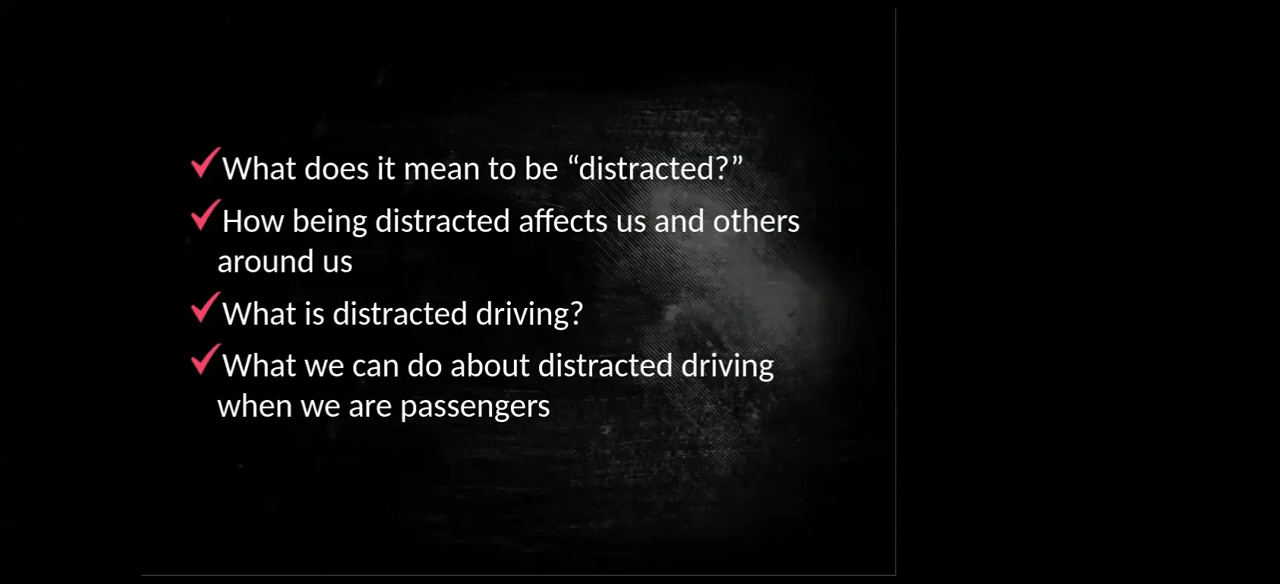 What does it mean to be “distracted?”
How being distracted affects us and others
around us
What is distracted driving?
What we can do about distracted driving
when we are passengers